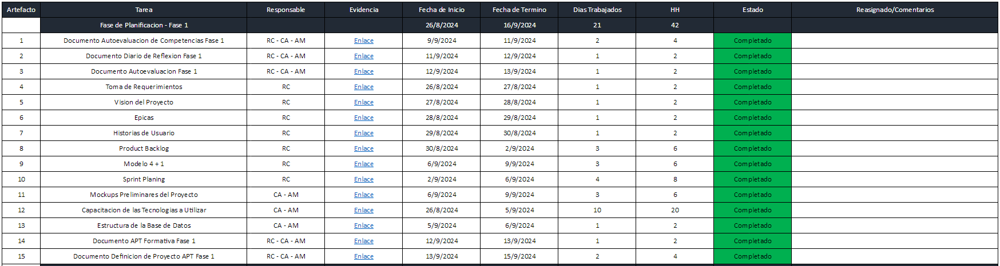 Artefacto Tarea Responsable Evidencia Fecha de Inicio Fecha de Termino Dias Trabajados HH Estado Reasignado/Comentarios
Fase de Planificacion - Fase 1 26/8/2024 16/9/2024 21 42
1 Documento Autoevaluacion de Competencias Fase 1 RC - CA - AM Enlace 9/9/2024 11/9/2024 2 4 Completado
2 Documento Diario de Reflexion Fase 1 RC - CA - AM Enlace 11/9/2024 12/9/2024 1 2 Completado
3 Documento Autoevaluacion Fase 1 RC - CA - AM Enlace 12/9/2024 13/9/2024 1 2 Completado
4 Toma de Requerimientos RC Enlace 26/8/2024 27/8/2024 1 2 Completado
5 Vision del Proyecto RC Enlace 27/8/2024 28/8/2024 1 2 Completado
6 Epicas RC Enlace 28/8/2024 29/8/2024 1 2 Completado
7 Historias de Usuario RC Enlace 29/8/2024 30/8/2024 1 2 Completado
8 Product Backlog RC Enlace 30/8/2024 2/9/2024 3 6 Completado
9 Modelo 4 + 1 RC Enlace 6/9/2024 9/9/2024 3 6 Completado
10 Sprint Planing RC Enlace 2/9/2024 6/9/2024 4 8 Completado
11 Mockups Preliminares del Proyecto CA - AM Enlace 6/9/2024 9/9/2024 3 6 Completado
12 Capacitacion de las Tecnologias a Utilizar CA - AM Enlace 26/8/2024 5/9/2024 10 20 Completado
13 Estructura de la Base de Datos CA - AM Enlace 5/9/2024 6/9/2024 1 2 Completado
14 Documento APT Formativa Fase 1 RC - CA - AM Enlace 12/9/2024 13/9/2024 1 2 Completado
15 Documento Definicion de Proyecto APT Fase 1 RC - CA - AM Enlace 13/9/2024 15/9/2024 2 4 Completado